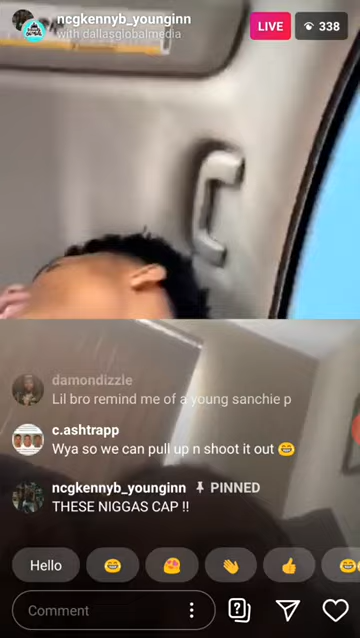 ncgkennyb_younginn
with dallasglobalmedia
LIVE
338
damondizzle
Lil bro remind me of a young sanchie p
c.ashtrapp
Wya so we can pull up n shoot it out 😂
ncgkennyb_younginn PINNED
THESE NIGGAS CAP !!
Hello 😂 😍 👏 👍 😂
Comment